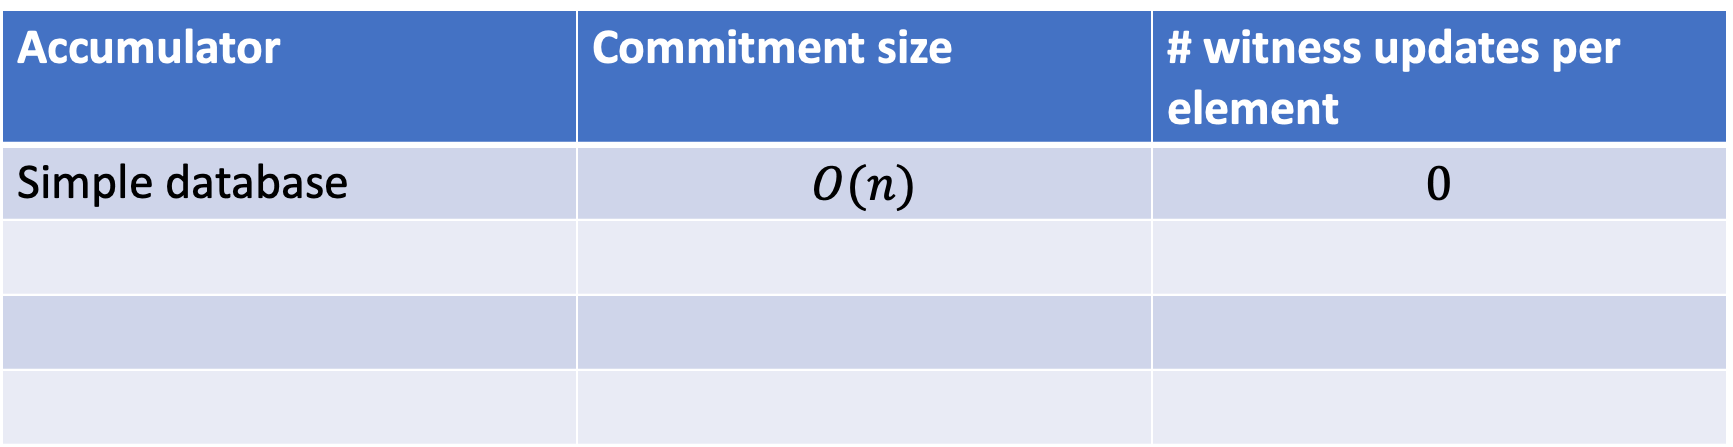 Accumulator
Commitment size
# witness updates per
element
Simple database
O(n)
0